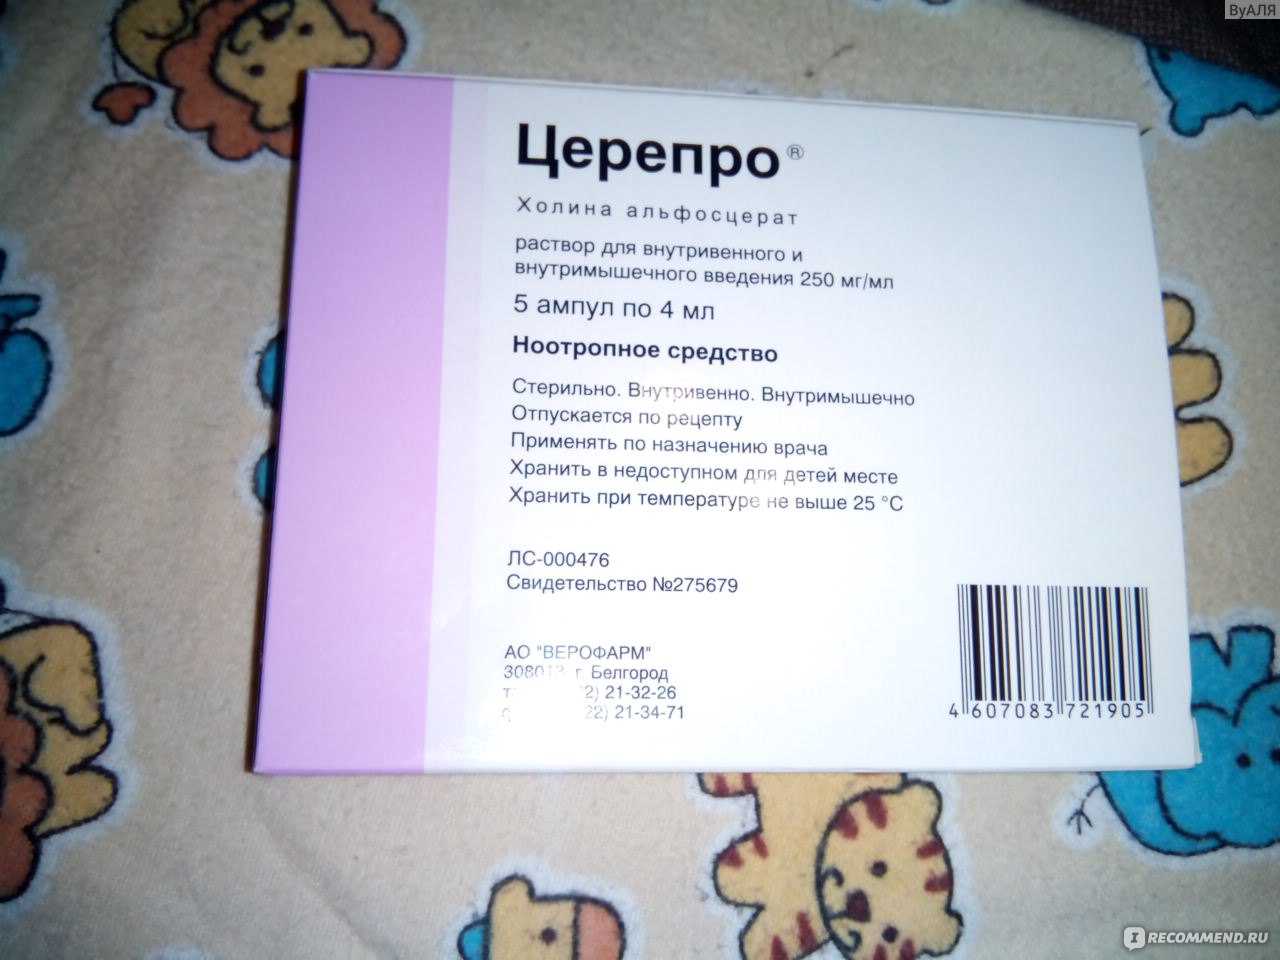 ВуАЛЯ
Церепро®
Холина альфосцерат
раствор для внутривенного и
внутримышечного введения 250 мг/мл
5 ампул по 4 мл
Ноотропное средство
Стерильно. Внутривенно. Внутримышечно
Отпускается по рецепту
Применять по назначению врача
Хранить в недоступном для детей месте
Хранить при температуре не выше 25 °C
ЛС-000476
Свидетельство №275679
АО "ВЕРОФАРМ"
г. Белгород
21-32-26
21-34-71
4 607083 721905
IRECOMMEND.RU